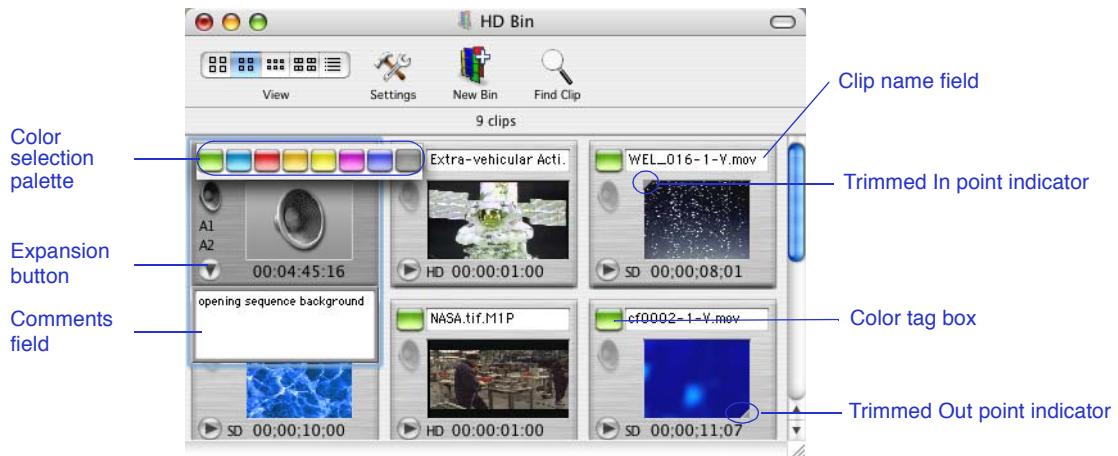 HD Bin
View
Settings
New Bin
Find Clip
9 clips
Clip name field
Color
selection
palette
Extra-vehicular Acti.
WEL_016-1-V.mov
Trimmed In point indicator
A1
A2
Expansion
button
00:04:45:16
HD 00:00:01:00
SD 00;00;08;01
opening sequence background
Comments
field
NASA.tif.M1P
cf0002-1-V.mov
Color tag box
Trimmed Out point indicator
SD 00;00;10;00
HD 00:00:01:00
SD 00;00;11;07